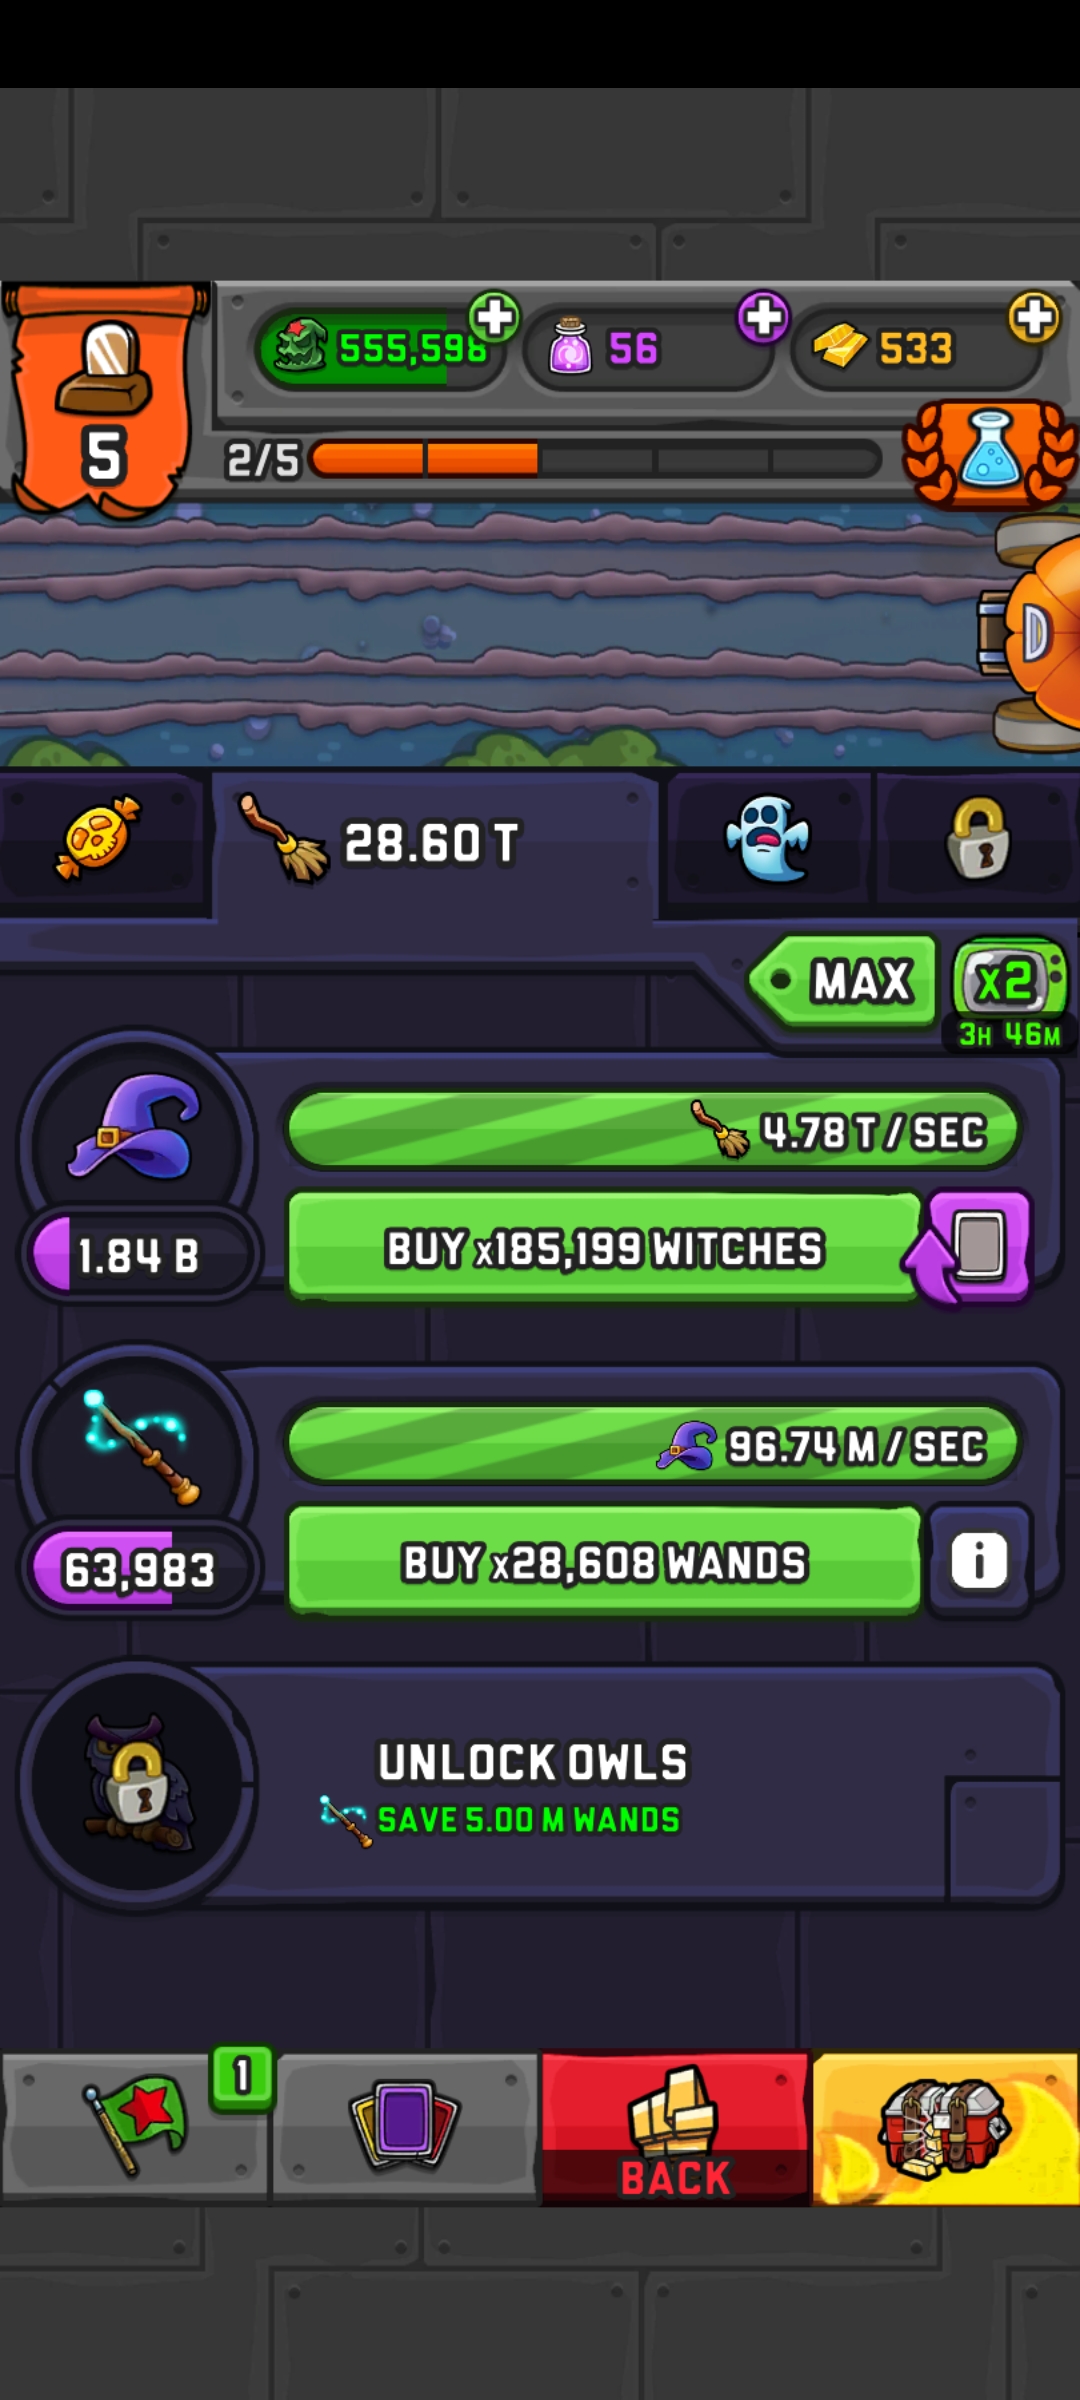 555,598
56
533
5
2/5
28.60 T
MAX
x2
3H 46M
4.78 T / SEC
1.84 B
BUY x185,199 WITCHES
96.74 M / SEC
63,983
BUY x28,608 WANDS
i
UNLOCK OWLS
SAVE 5.00 M WANDS
1
BACK